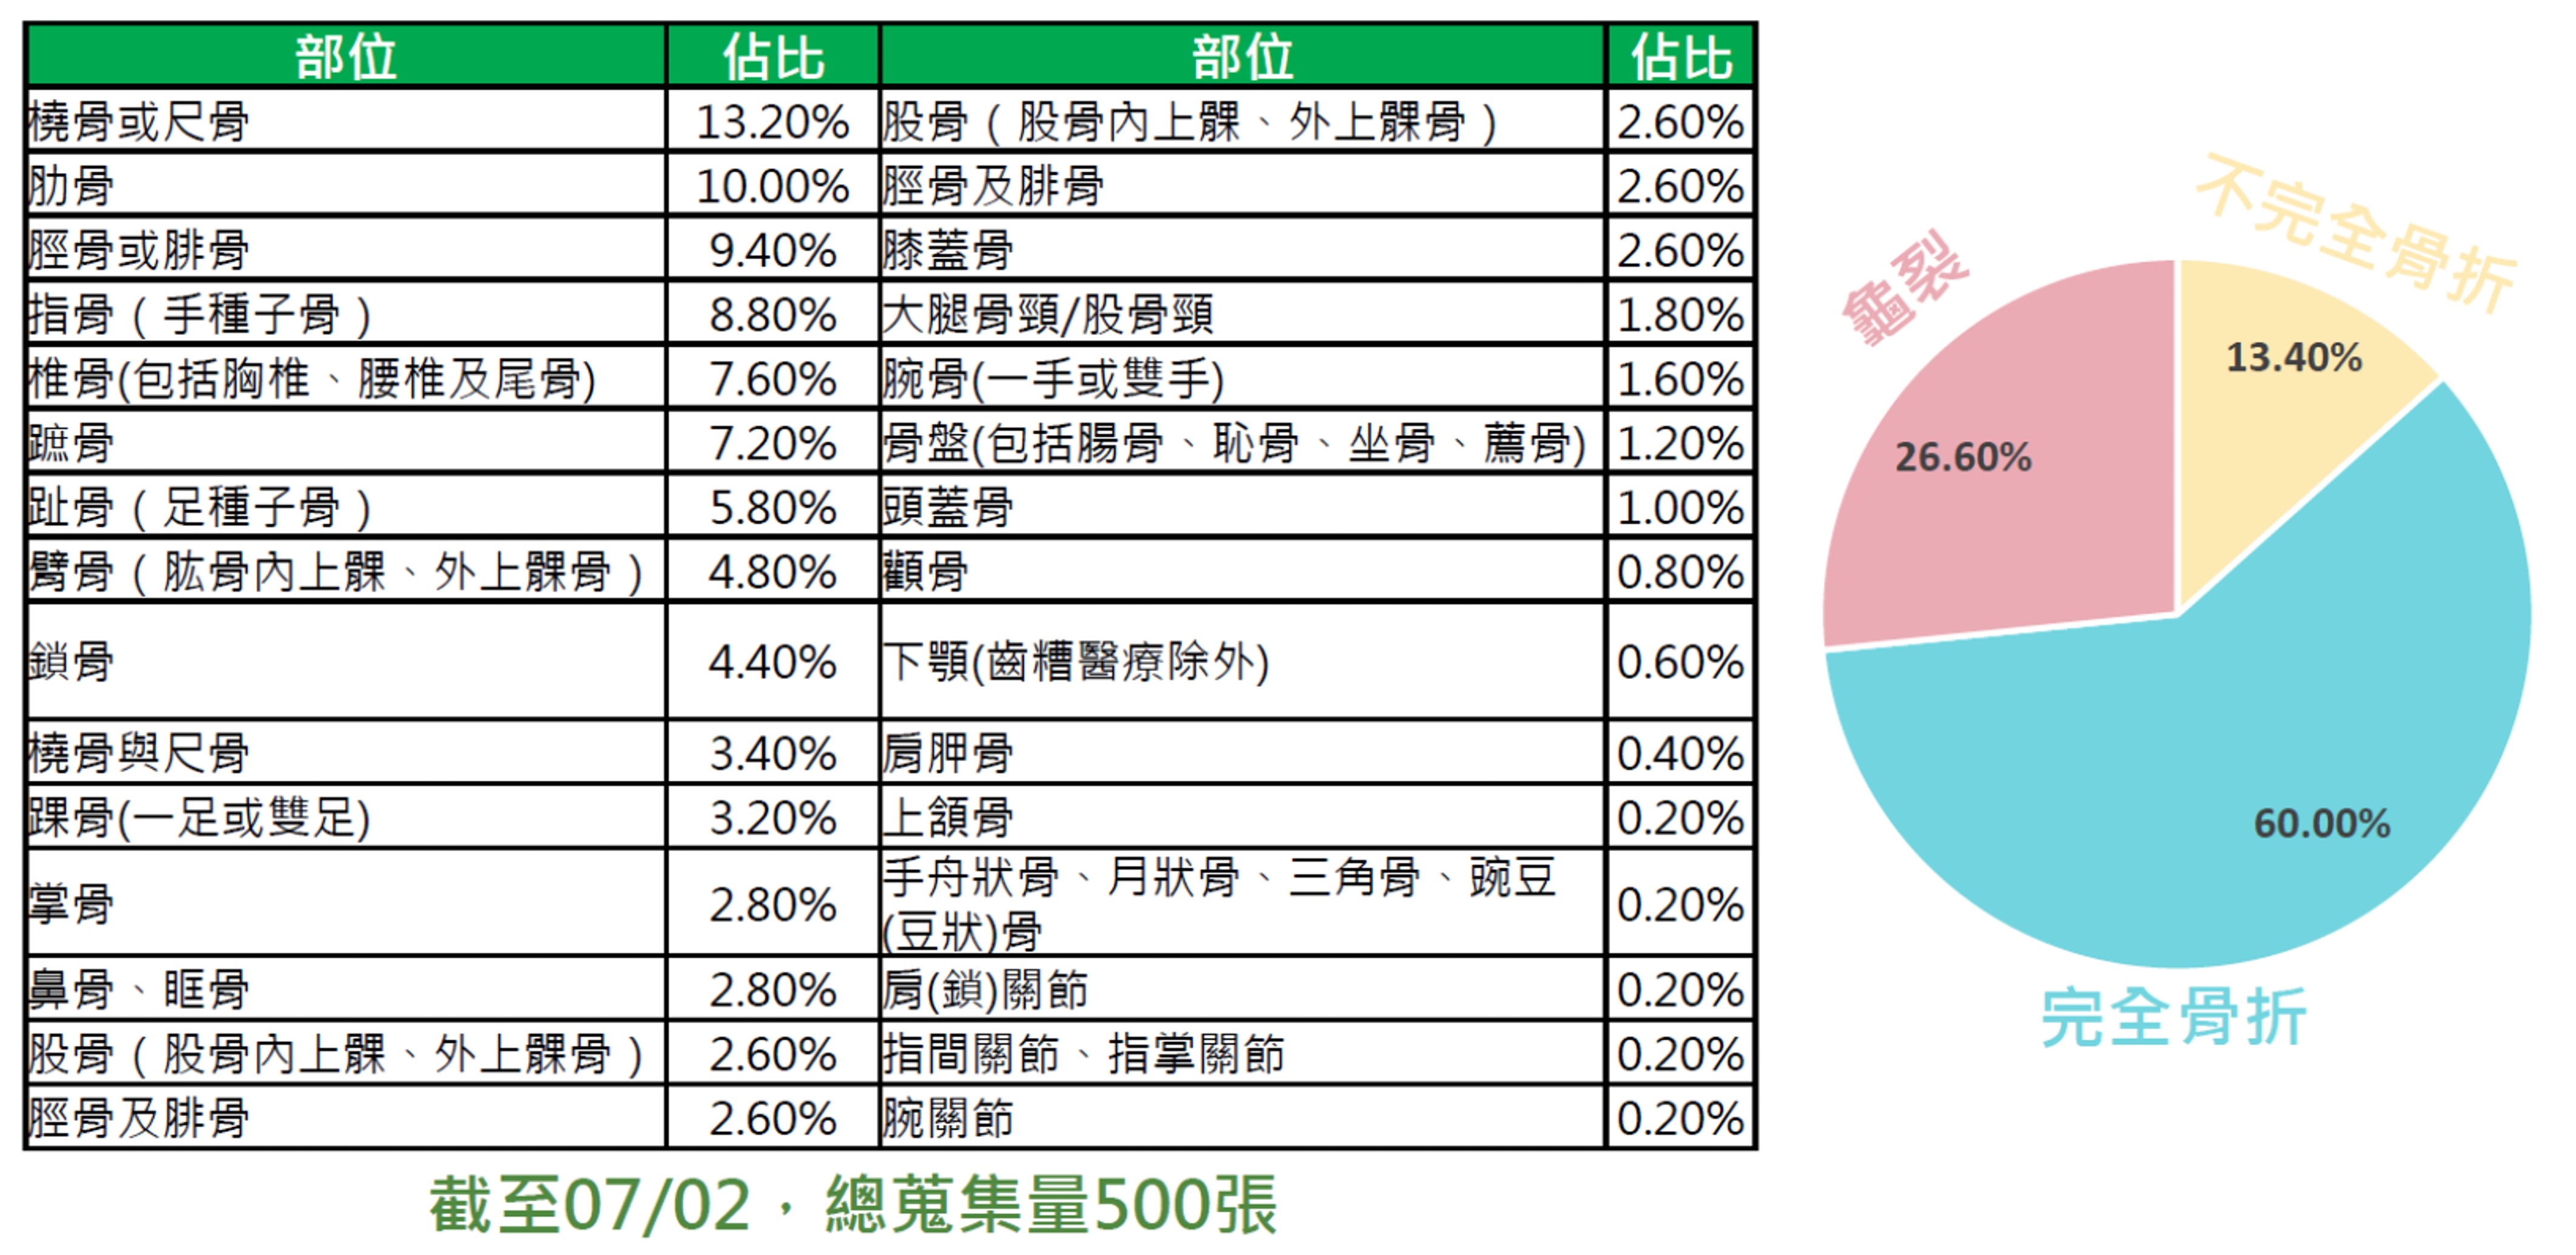 部位 佔比 部位 佔比
橈骨或尺骨 13.20% 股骨（股骨內上髁、外上髁骨） 2.60%
肋骨 10.00% 脛骨及腓骨 2.60%
脛骨或腓骨 9.40% 膝蓋骨 2.60%
指骨（手種子骨） 8.80% 大腿骨頸/股骨頸 1.80%
椎骨(包括胸椎、腰椎及尾骨) 7.60% 腕骨(一手或雙手) 1.60%
蹠骨 7.20% 骨盤(包括腸骨、恥骨、坐骨、薦骨) 1.20%
趾骨（足種子骨） 5.80% 頭蓋骨 1.00%
臂骨（肱骨內上髁、外上髁骨） 4.80% 顴骨 0.80%
鎖骨 4.40% 下顎(齒糟醫療除外) 0.60%
橈骨與尺骨 3.40% 肩胛骨 0.40%
踝骨(一足或雙足) 3.20% 上頷骨 0.20%
掌骨 2.80% 手舟狀骨、月狀骨、三角骨、豌豆
(豆狀)骨 0.20%
鼻骨、眶骨 2.80% 肩(鎖)關節 0.20%
股骨（股骨內上髁、外上髁骨） 2.60% 指間關節、指掌關節 0.20%
脛骨及腓骨 2.60% 腕關節 0.20%
截至07/02，總蒐集量500張
不完全骨折
龜裂
13.40%
26.60%
60.00%
完全骨折